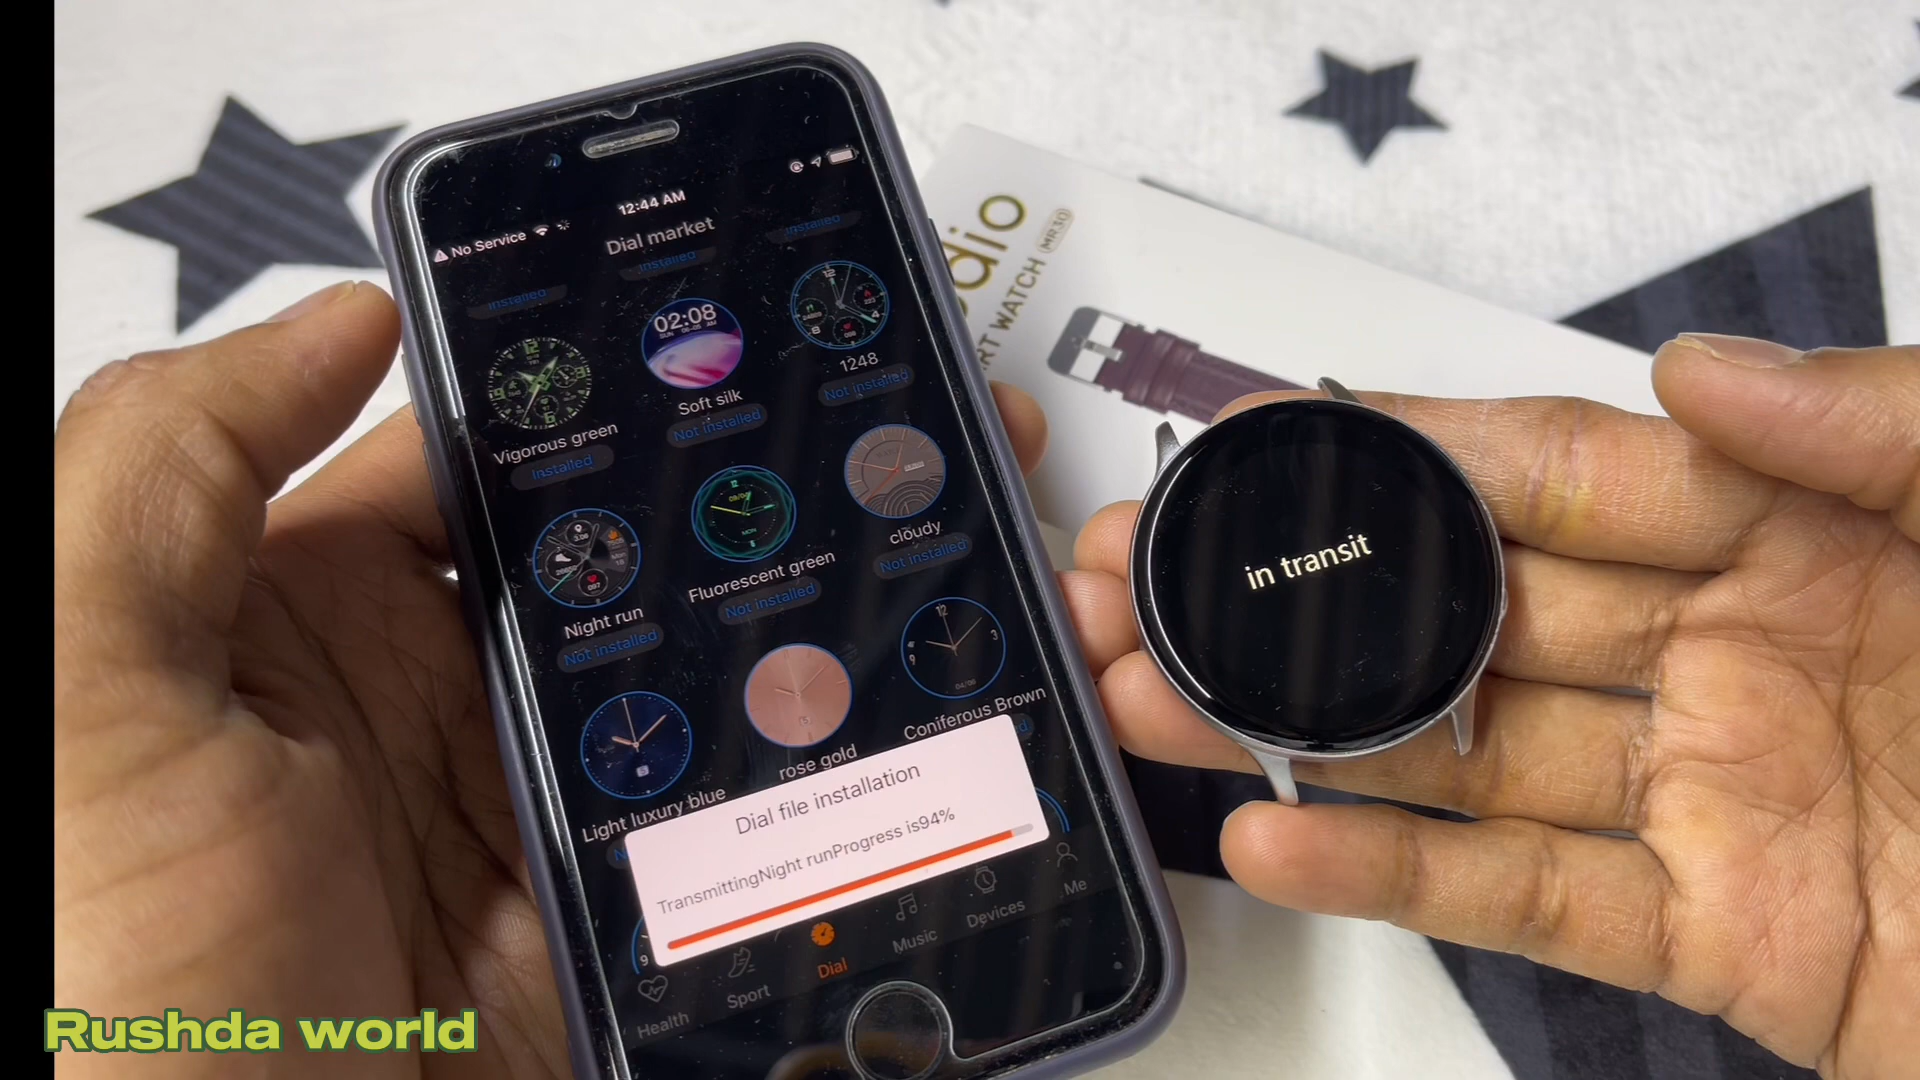 12:44 AM
No Service
Dial market
Installed
Installed
Installed
02:08
Vigorous green
Installed
Soft silk
Not installed
1248
Not installed
Night run
Not installed
Fluorescent green
Not installed
cloudy
Not installed
Light luxury blue
rose gold
Coniferous Brown
Dial file installation
TransmittingNight runProgress is94%
Health
Sport
Dial
Music
Devices
Me
dio
RT WATCH MR30
in transit
Rushda world